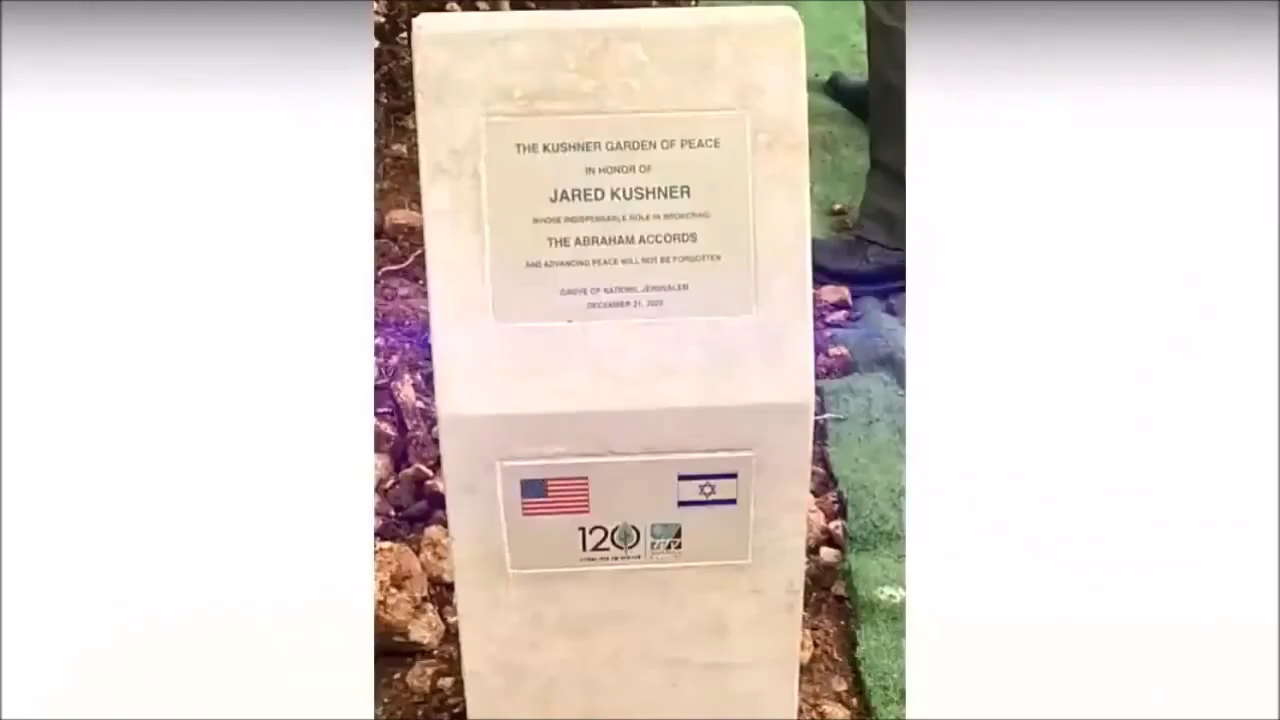 THE KUSHNER GARDEN OF PEACE
IN HONOR OF
JARED KUSHNER
WHOSE INDISPENSABLE ROLE IN BROKERING
THE ABRAHAM ACCORDS
AND ADVANCING PEACE WILL NOT BE FORGOTTEN
GROVE OF NATIONS, JERUSALEM
DECEMBER 21, 2020
120